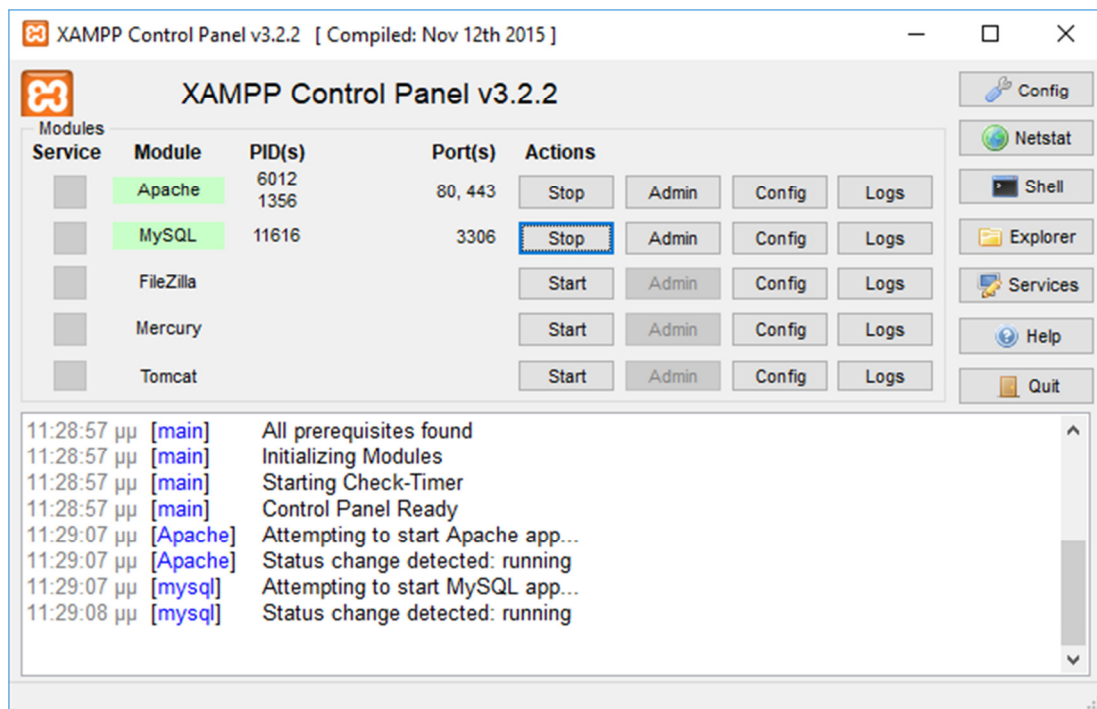 XAMPP Control Panel v3.2.2 [ Compiled: Nov 12th 2015 ]
XAMPP Control Panel v3.2.2
Config
Modules
Service Module PID(s) Port(s) Actions
Netstat
Apache 6012 1356 80, 443 Stop Admin Config Logs
Shell
MySQL 11616 3306 Stop Admin Config Logs
Explorer
FileZilla Start Admin Config Logs
Services
Mercury Start Admin Config Logs
Help
Tomcat Start Admin Config Logs
Quit
11:28:57 μμ [main] All prerequisites found
11:28:57 μμ [main] Initializing Modules
11:28:57 μμ [main] Starting Check-Timer
11:28:57 μμ [main] Control Panel Ready
11:29:07 μμ [Apache] Attempting to start Apache app...
11:29:07 μμ [Apache] Status change detected: running
11:29:07 μμ [mysql] Attempting to start MySQL app...
11:29:08 μμ [mysql] Status change detected: running